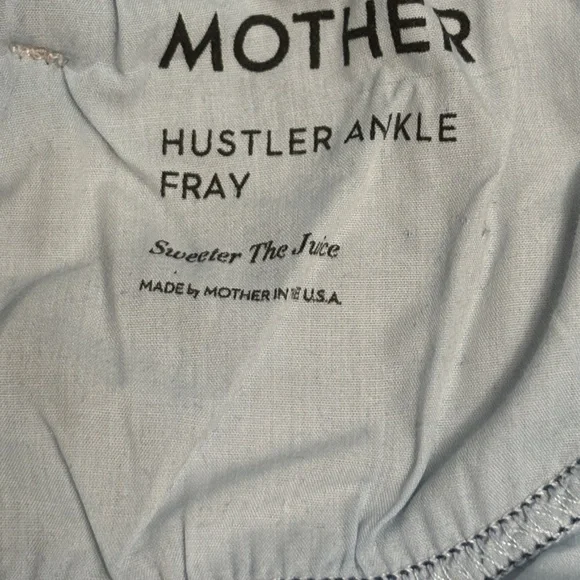 MOTHER
HUSTLER ANKLE
FRAY
Sweeter The Juice
MADE by MOTHER IN THE U.S.A.